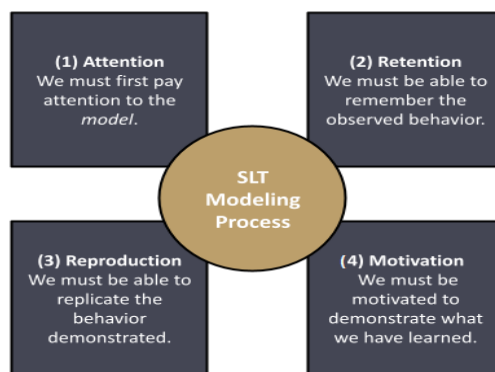 (1) Attention
We must first pay
attention to the
model.
(2) Retention
We must be able to
remember the
observed behavior.
SLT
Modeling
Process
(3) Reproduction
We must be able to
replicate the
behavior
demonstrated.
(4) Motivation
We must be
motivated to
demonstrate what
we have learned.